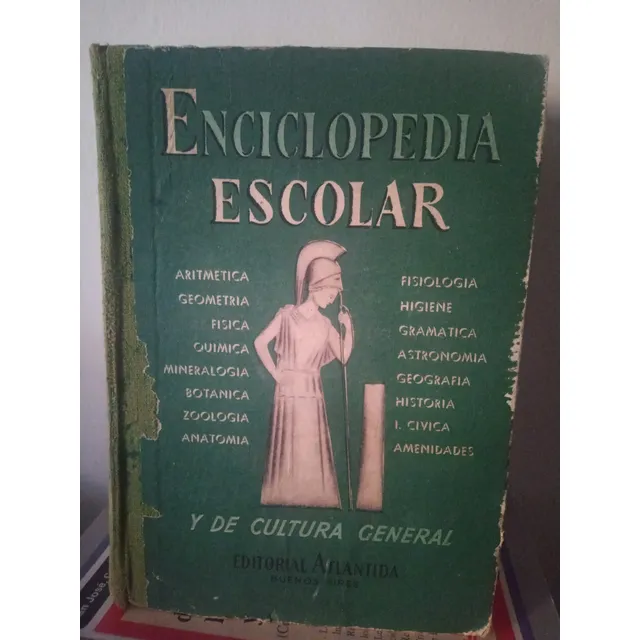 ENCICLOPEDIA
ESCOLAR
ARITMETICA
GEOMETRIA
FISICA
QUIMICA
MINERALOGIA
BOTANICA
ZOOLOGIA
ANATOMIA
FISIOLOGIA
HIGIENE
GRAMATICA
ASTRONOMIA
GEOGRAFIA
HISTORIA
I. CIVICA
AMENIDADES
Y DE CULTURA GENERAL
EDITORIAL ATLANTIDA
BUENOS AIRES
José